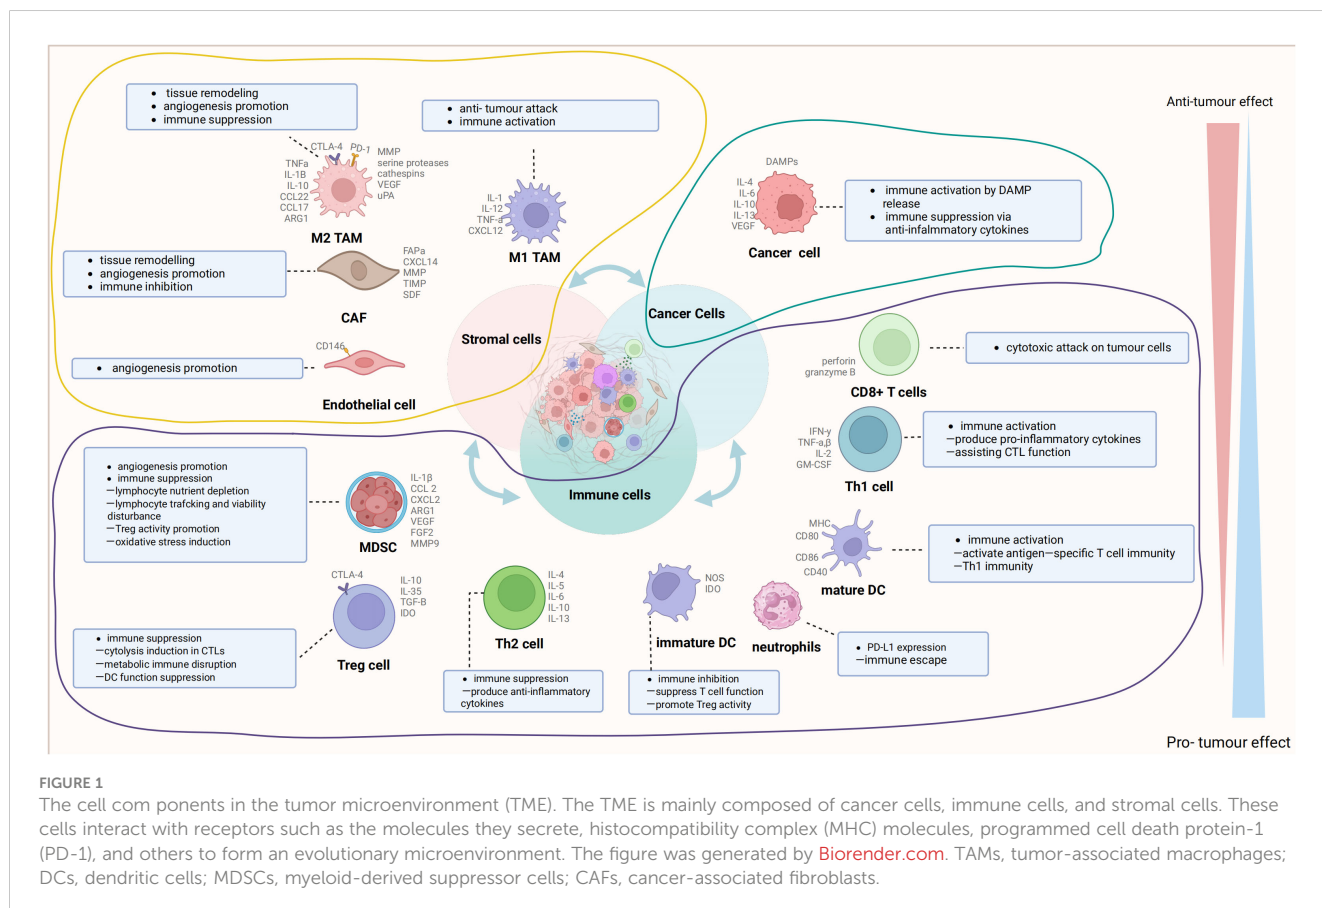 • tissue remodeling
• angiogenesis promotion
• immune suppression
• anti- tumour attack
• immune activation
Anti-tumour effect
CTLA-4
PD-1
TNFa
IL-1B
IL-10
CCL22
CCL17
ARG1
MMP
serine proteases
cathespins
VEGF
uPA
M2 TAM
IL-1
IL-12
TNF-a
CXCL12
M1 TAM
DAMPs
IL-4
IL-6
IL-10
IL-13
VEGF
Cancer cell
• immune activation by DAMP
release
• immune suppression via
anti-infalmmatory cytokines
• tissue remodelling
• angiogenesis promotion
• immune inhibition
FAPa
CXCL14
MMP
TIMP
SDF
CAF
• angiogenesis promotion
CD146
Endothelial cell
Stromal cells
Cancer Cells
Immune cells
perforin
granzyme B
CD8+ T cells
• cytotoxic attack on tumour cells
IFN-y
TNF-a,β
IL-2
GM-CSF
Th1 cell
• immune activation
—produce pro-inflammatory cytokines
—assisting CTL function
• angiogenesis promotion
• immune suppression
—lymphocyte nutrient depletion
—lymphocyte trafcking and viability
disturbance
—Treg activity promotion
—oxidative stress induction
IL-1β
CCL 2
CXCL2
ARG1
VEGF
FGF2
MMP9
MDSC
MHC
CD80
CD86
CD40
mature DC
• immune activation
—activate antigen—specific T cell immunity
—Th1 immunity
CTLA-4
IL-10
IL-35
TGF-B
IDO
Treg cell
• immune suppression
—cytolysis induction in CTLs
—metabolic immune disruption
—DC function suppression
IL-4
IL-5
IL-6
IL-10
IL-13
Th2 cell
• immune suppression
—produce anti-inflammatory
cytokines
NOS
IDO
immature DC
• immune inhibition
—suppress T cell function
—promote Treg activity
neutrophils
• PD-L1 expression
—immune escape
Pro- tumour effect
FIGURE 1
The cell com ponents in the tumor microenvironment (TME). The TME is mainly composed of cancer cells, immune cells, and stromal cells. These
cells interact with receptors such as the molecules they secrete, histocompatibility complex (MHC) molecules, programmed cell death protein-1
(PD-1), and others to form an evolutionary microenvironment. The figure was generated by Biorender.com. TAMs, tumor-associated macrophages;
DCs, dendritic cells; MDSCs, myeloid-derived suppressor cells; CAFs, cancer-associated fibroblasts.